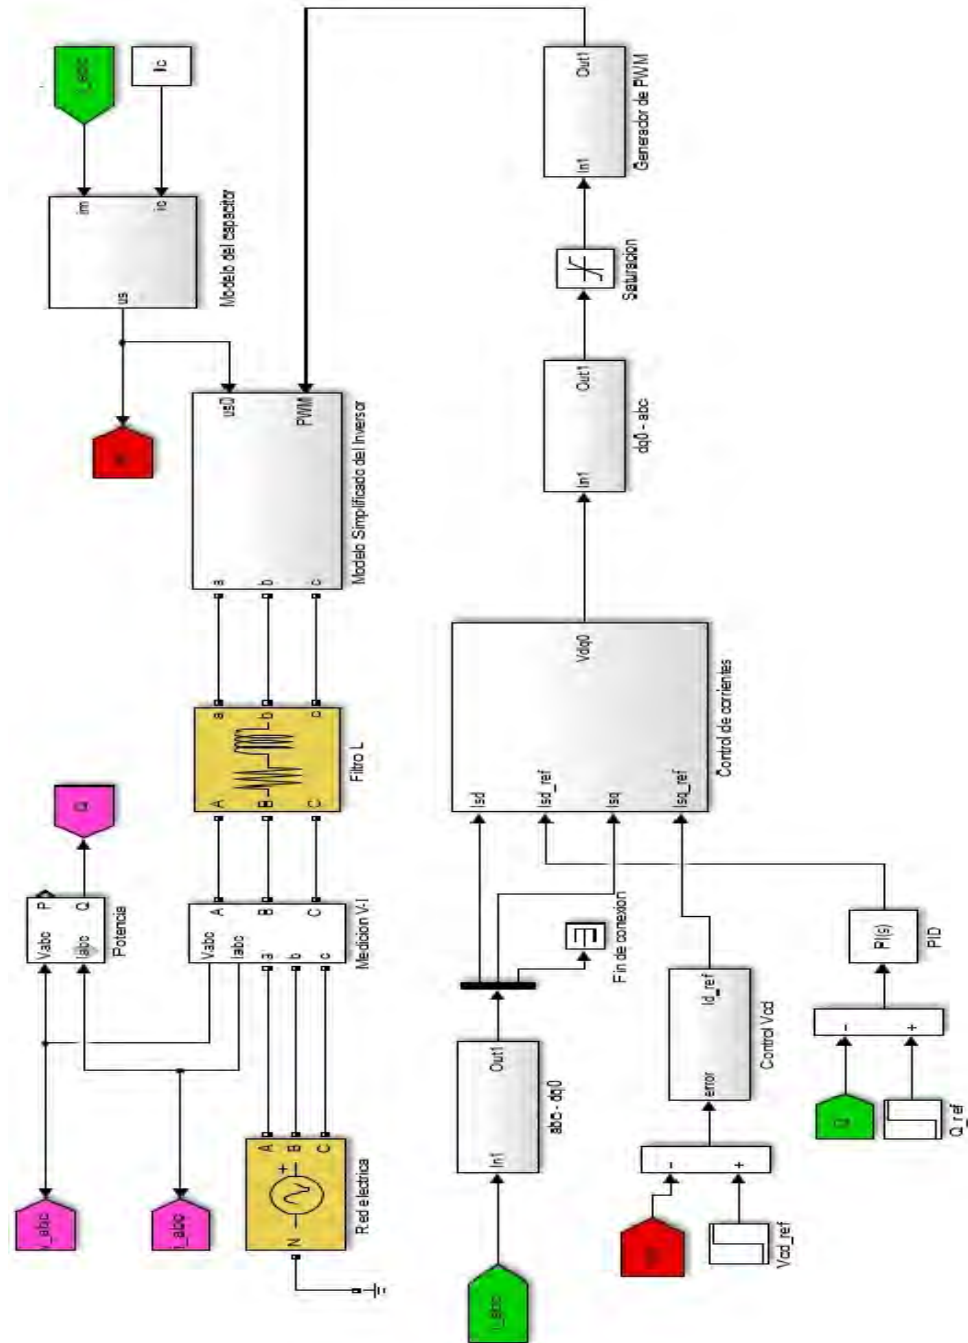 I_abc
Ic
im
ic
us
Modelo del capacitor
us0
PWM
a
b
c
Modelo Simplificado del Inversor
a
b
c
A
B
C
Filtro L
Q
Vabc
P
Iabc
Q
Potencia
Vabc
Iabc
A
B
C
a
b
c
Medicion V-I
V_abc
I_abc
N
A
B
C
Red electrica
Out1
In1
Generador de PWM
Saturacion
Out1
In1
dq0 - abc
Vdq0
Isd
Isd_ref
Isq
Isq_ref
Control de corrientes
Fin de conexion
Out1
In1
abc - dq0
I_abc
Id_ref
error
Control Vcd
Vcd_ref
PI(s)
PID
Q
Q_ref